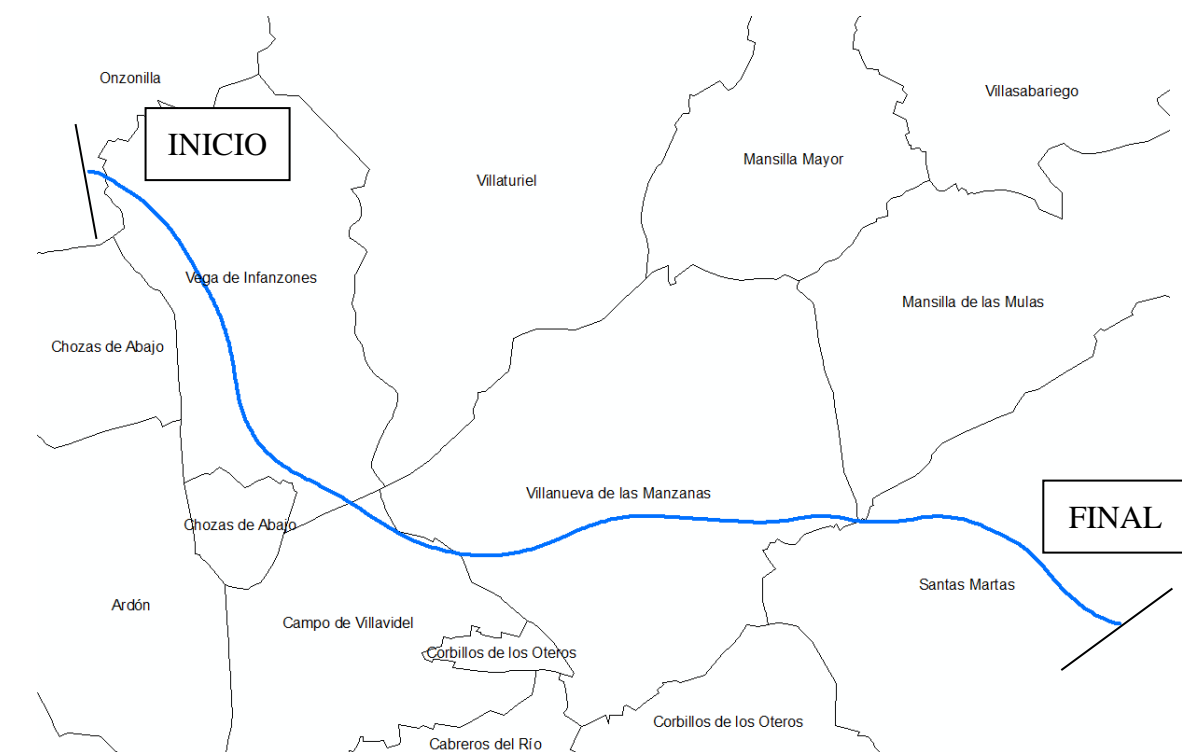 Onzonilla
Villasabariego
INICIO
Mansilla Mayor
Villaturiel
Vega de Infanzones
Mansilla de las Mulas
Chozas de Abajo
Villanueva de las Manzanas
FINAL
Chozas de Abajo
Santas Martas
Ardón
Campo de Villavidel
Corbillos de los Oteros
Corbillos de los Oteros
Cabreros del Río